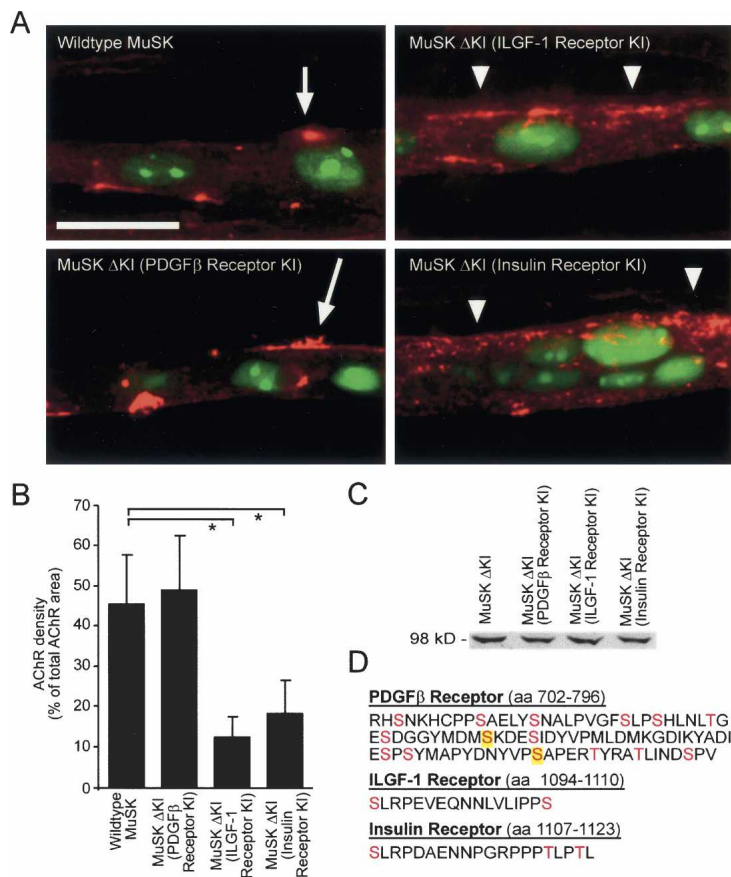 A
Wildtype MuSK
MuSK ΔKI (ILGF-1 Receptor KI)
MuSK ΔKI (PDGFβ Receptor KI)
MuSK ΔKI (Insulin Receptor KI)
B
AChR density
(% of total AChR area)
70
60
50
40
30
20
10
0
*
*
Wildtype
MuSK
MuSK ΔKI
(PDGFβ
Receptor KI)
MuSK ΔKI
(ILGF-1
Receptor KI)
MuSK ΔKI
(Insulin
Receptor KI)
C
MuSK ΔKI
MuSK ΔKI
(PDGFβ Receptor KI)
MuSK ΔKI
(ILGF-1 Receptor KI)
MuSK ΔKI
(Insulin Receptor KI)
98 kD -
D
PDGFβ Receptor (aa 702-796)
RHSNKHCPPSAELYSNALPVGFSLPSHLNLTG
ESDGGYMDMSKDESIDYVPMLDMKGDIKYADI
ESPSYMAPYDNYVPSAPERTYRATLINDSPV
ILGF-1 Receptor (aa 1094-1110)
SLRPEVEQNNLVLIPPS
Insulin Receptor (aa 1107-1123)
SLRPDAENNPGRPPPTLPTL